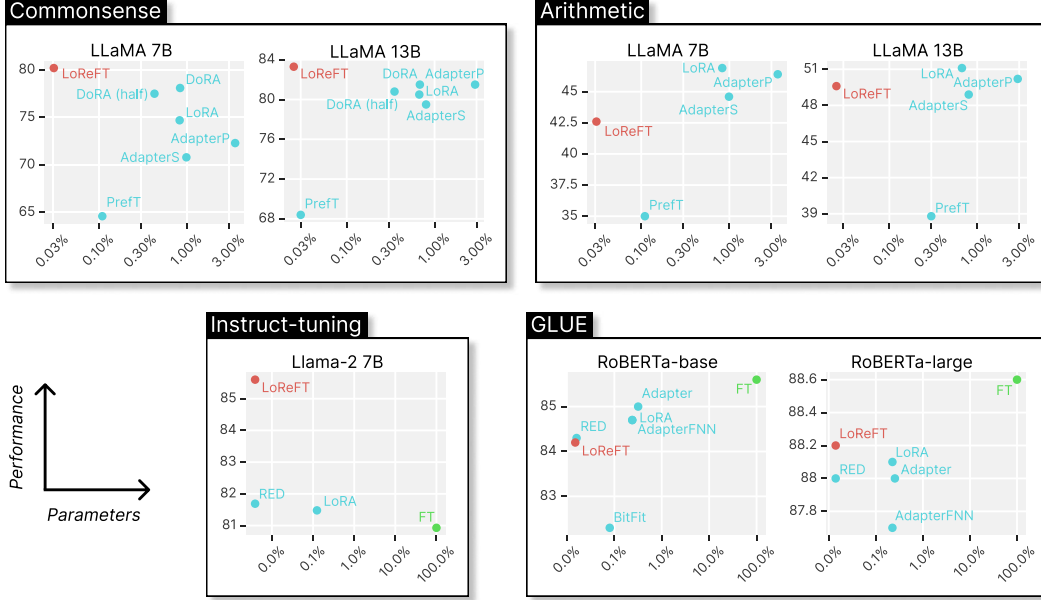 Commonsense
LLaMA 7B
80
75
70
65
LoReFT
DoRA
DoRA (half)
LoRA
AdapterP
AdapterS
PrefT
0.03%
0.10%
0.30%
1.00%
3.00%
LLaMA 13B
84
80
76
72
68
LoReFT
DoRA
AdapterP
DoRA (half)
LoRA
AdapterS
PrefT
0.03%
0.10%
0.30%
1.00%
3.00%
Arithmetic
LLaMA 7B
45
42.5
40
37.5
35
LoRA
AdapterP
AdapterS
LoReFT
PrefT
0.03%
0.10%
0.30%
1.00%
3.00%
LLaMA 13B
51
48
45
42
39
LoRA
AdapterP
LoReFT
AdapterS
PrefT
0.03%
0.10%
0.30%
1.00%
3.00%
Performance
Parameters
Instruct-tuning
Llama-2 7B
85
84
83
82
81
LoReFT
RED
LoRA
FT
0.0%
0.1%
1.0%
10.0%
100.0%
GLUE
RoBERTa-base
85
84
83
FT
Adapter
LoRA
RED
AdapterFNN
LoReFT
BitFit
0.0%
0.1%
1.0%
10.0%
100.0%
RoBERTa-large
88.6
88.4
88.2
88
87.8
FT
LoReFT
LoRA
RED
Adapter
AdapterFNN
0.0%
0.1%
1.0%
10.0%
100.0%